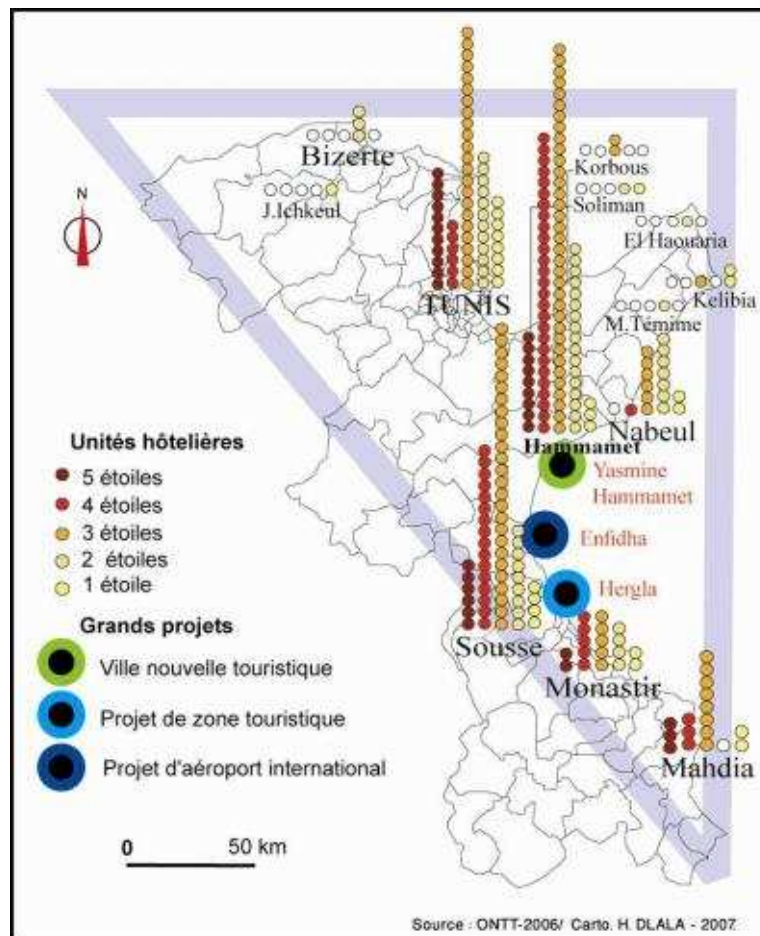 N
Bizerte
J.Ichkeul
TUNIS
Korbous
Soliman
El Haouaria
Kelibia
M.Témime
Nabeul
Hammamet
Yasmine
Hammamet
Enfidha
Hergla
Sousse
Monastir
Mahdia
Unités hôtelières
5 étoiles
4 étoiles
3 étoiles
2 étoiles
1 étoile
Grands projets
Ville nouvelle touristique
Projet de zone touristique
Projet d'aéroport international
0 50 km
Source : ONTT-2006/ Carto. H. DLALA - 2007.